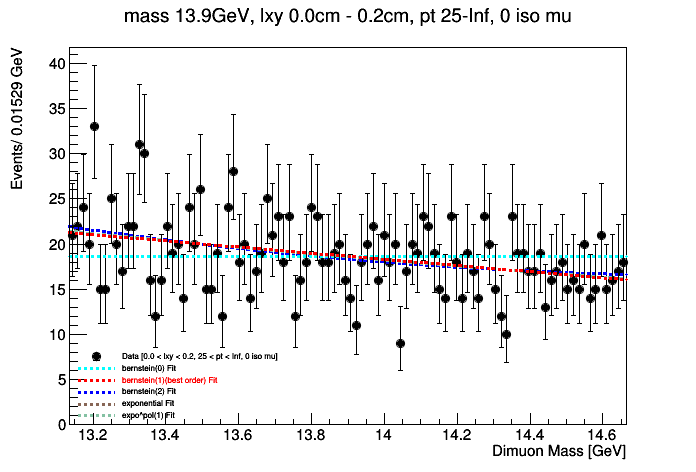 mass 13.9GeV, lxy 0.0cm - 0.2cm, pt 25-Inf, 0 iso mu
Events/ 0.01529 GeV
40
35
30
25
20
15
10
5
0
Data [0.0 < lxy < 0.2, 25 < pt < Inf, 0 iso mu]
bernstein(0) Fit
bernstein(1)(best order) Fit
bernstein(2) Fit
exponential Fit
expo*pol(1) Fit
13.2 13.4 13.6 13.8 14 14.2 14.4 14.6
Dimuon Mass [GeV]